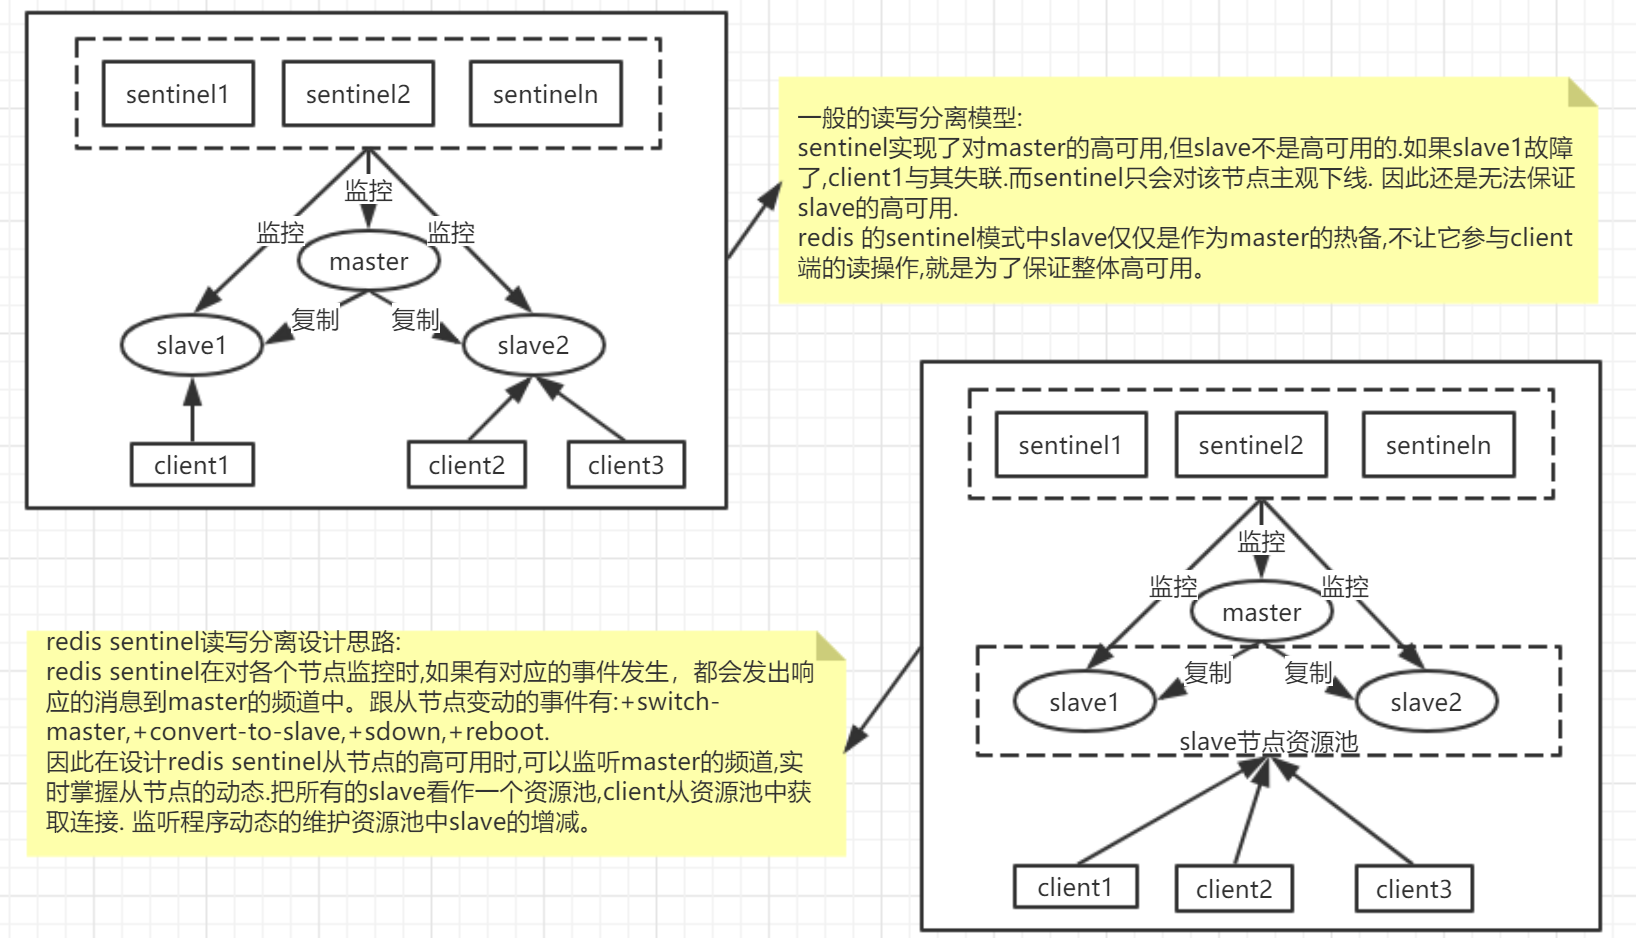 sentinel1
sentinel2
sentineln
监控
监控
监控
master
复制
复制
slave1
slave2
client1
client2
client3
一般的读写分离模型:
sentinel实现了对master的高可用,但slave不是高可用的.如果slave1故障
了,client1与其失联.而sentinel只会对该节点主观下线. 因此还是无法保证
slave的高可用.
redis 的sentinel模式中slave仅仅是作为master的热备,不让它参与client
端的读操作,就是为了保证整体高可用。
redis sentinel读写分离设计思路:
redis sentinel在对各个节点监控时,如果有对应的事件发生，都会发出响
应的消息到master的频道中。跟从节点变动的事件有:+switch-
master,+convert-to-slave,+sdown,+reboot.
因此在设计redis sentinel从节点的高可用时,可以监听master的频道,实
时掌握从节点的动态.把所有的slave看作一个资源池,client从资源池中获
取连接. 监听程序动态的维护资源池中slave的增减。
sentinel1
sentinel2
sentineln
监控
监控
监控
master
复制
复制
slave1
slave2
slave节点资源池
client1
client2
client3